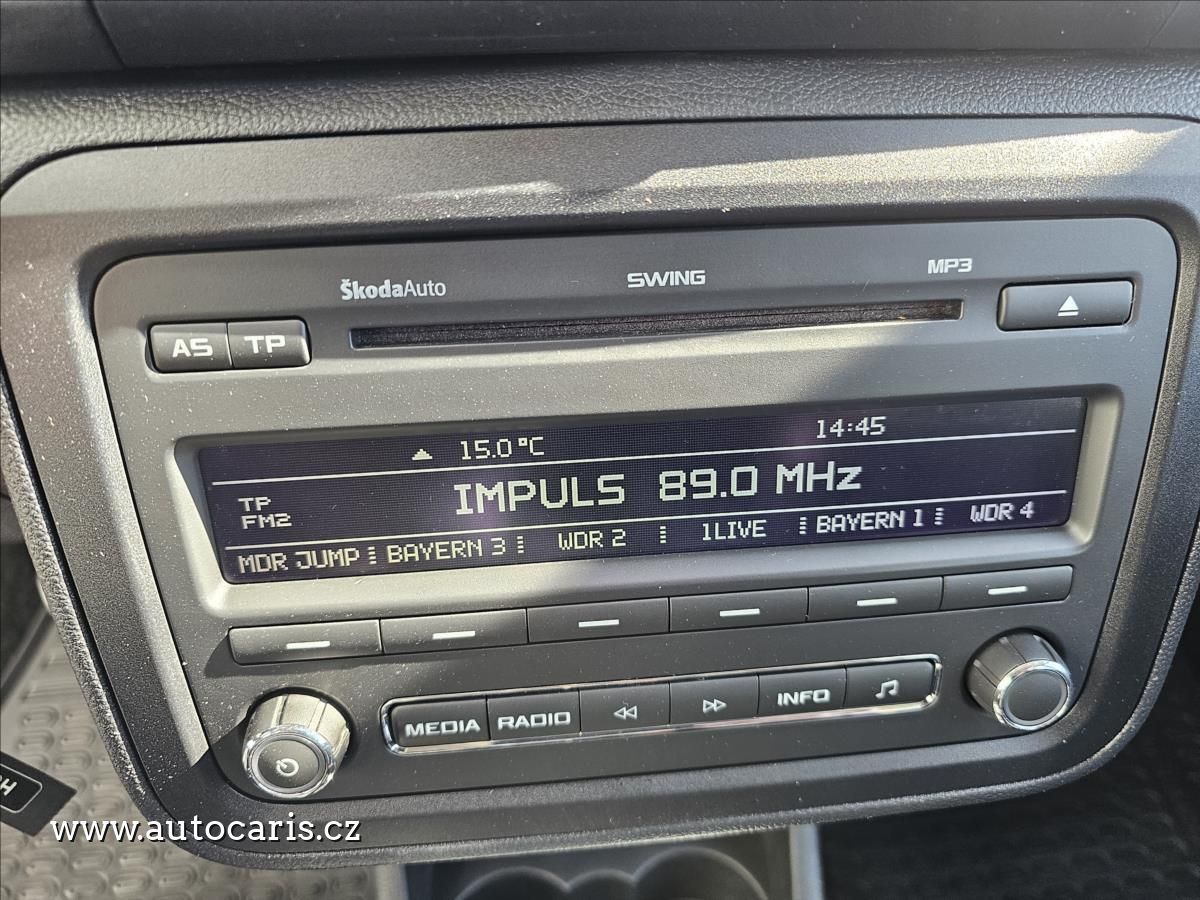 ŠkodaAuto SWING MP3
AS TP
15.0°C 14:45
TP
FM2
IMPULS 89.0 MHz
MDR JUMP BAYERN 3 WDR 2 1LIVE BAYERN 1 WDR 4
MEDIA RADIO INFO
www.autocaris.cz